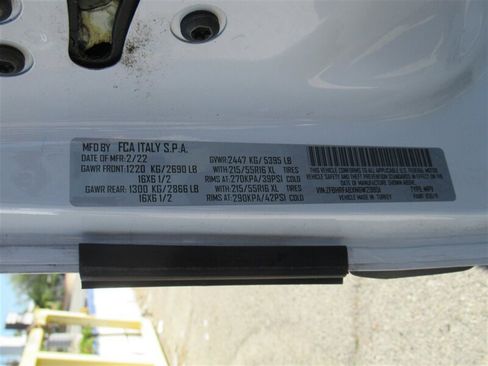 MFD BY FCA ITALY S.P.A.
DATE OF MFR: 2/22 GVWR: 2447 KG/ 5395 LB
GAWR FRONT: 1220 KG/2690 LB WITH 215/55R16 XL TIRES
16X6 1/2 RIMS AT: 270KPA/39PSI COLD
GAWR REAR: 1300 KG/2866 LB WITH: 215/55R16 XL TIRES
16X6 1/2 RIMS AT: 290KPA/42PSI COLD
THIS VEHICLE CONFORMS TO ALL APPLICABLE FEDERAL
MOTOR VEHICLE SAFETY AND THEFT PREVENTION STANDARDS IN EFFECT ON THE
DATE OF MANUFACTURE SHOWN ABOVE.
TYPE: MPV
VEHICLE MADE IN: TURKEY